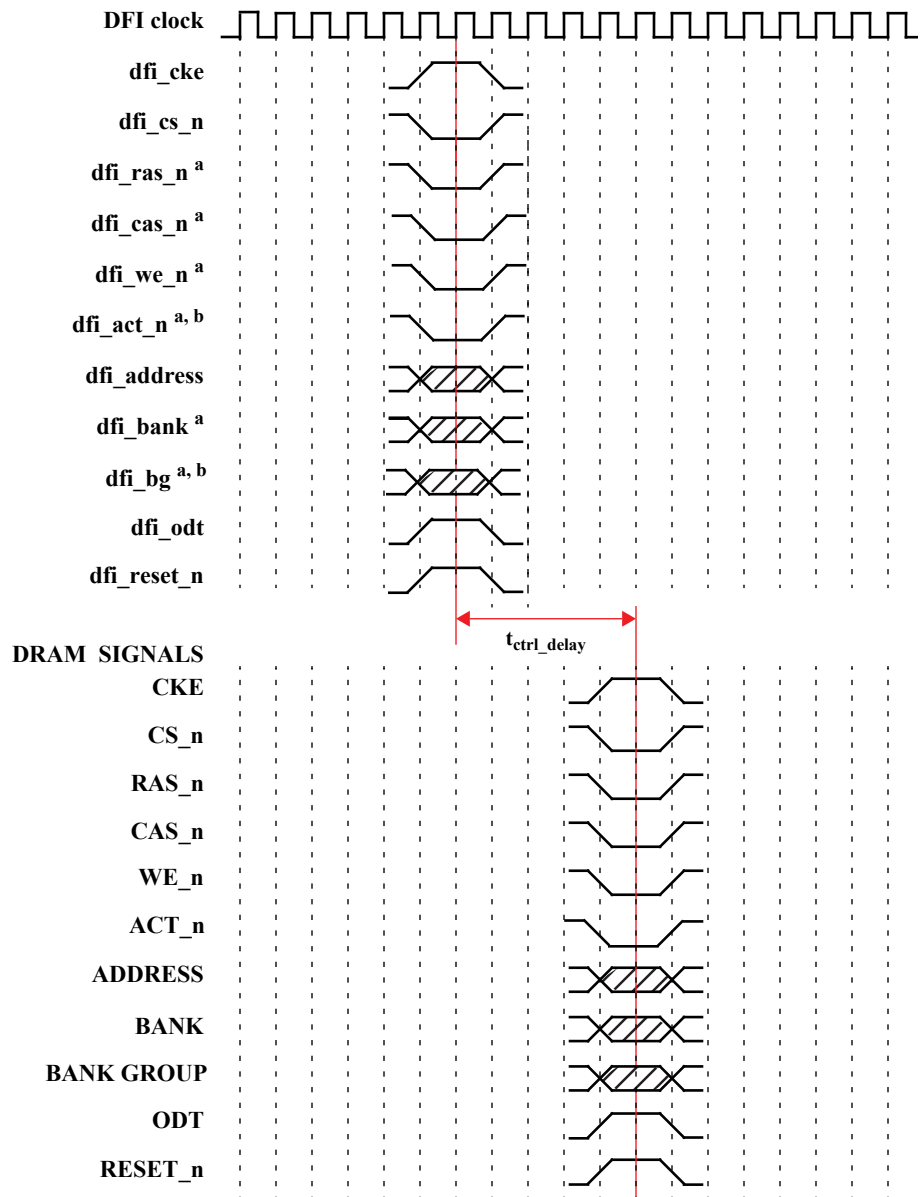 DFI clock
dfi_cke
dfi_cs_n
dfi_ras_n a
dfi_cas_n a
dfi_we_n a
dfi_act_n a, b
dfi_address
dfi_bank a
dfi_bg a, b
dfi_odt
dfi_reset_n
tctrl_delay
DRAM SIGNALS
CKE
CS_n
RAS_n
CAS_n
WE_n
ACT_n
ADDRESS
BANK
BANK GROUP
ODT
RESET_n